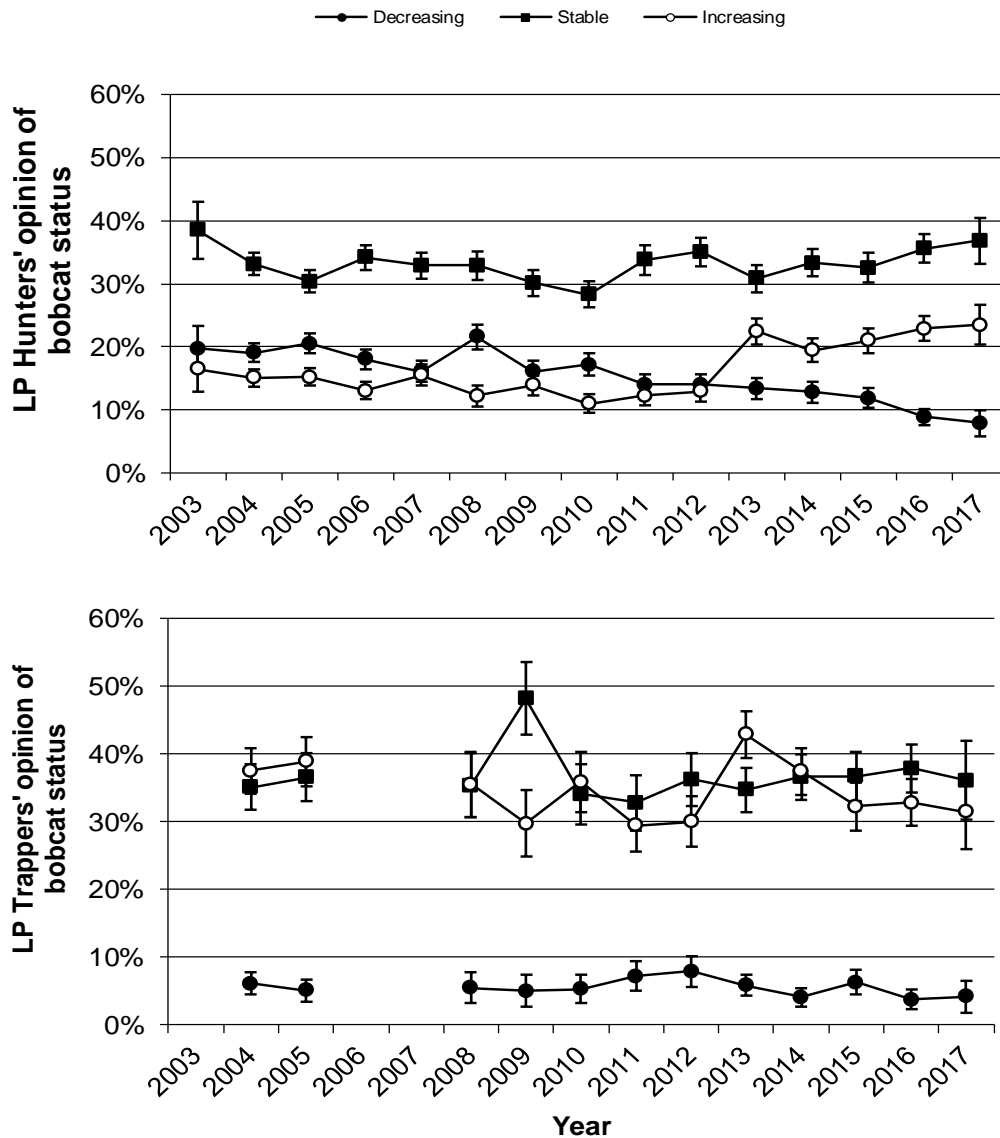 Decreasing Stable Increasing
LP Hunters' opinion of
bobcat status
60%
50%
40%
30%
20%
10%
0%
2003 2004 2005 2006 2007 2008 2009 2010 2011 2012 2013 2014 2015 2016 2017
LP Trappers' opinion of
bobcat status
60%
50%
40%
30%
20%
10%
0%
2003 2004 2005 2006 2007 2008 2009 2010 2011 2012 2013 2014 2015 2016 2017
Year